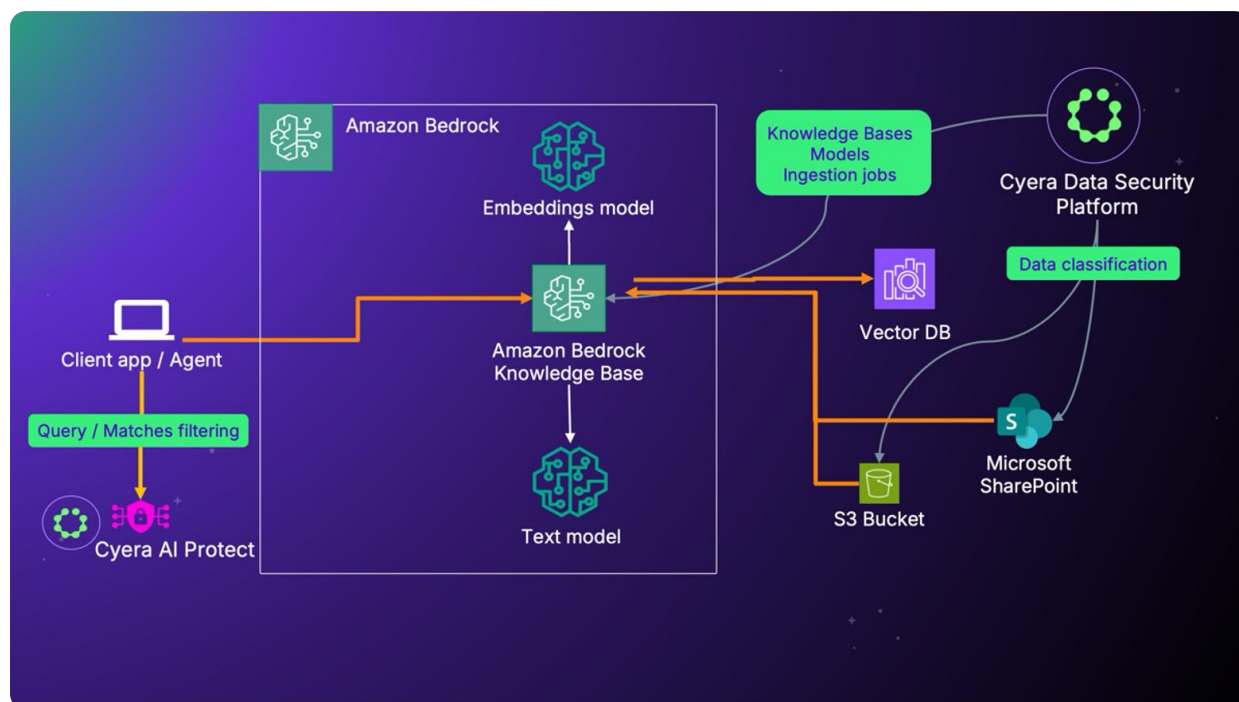 Amazon Bedrock
Embeddings model
Amazon Bedrock
Knowledge Base
Text model
Client app / Agent
Query / Matches filtering
Cyera AI Protect
Knowledge Bases
Models
Ingestion jobs
Cyera Data Security
Platform
Data classification
Vector DB
S
Microsoft
SharePoint
S3 Bucket